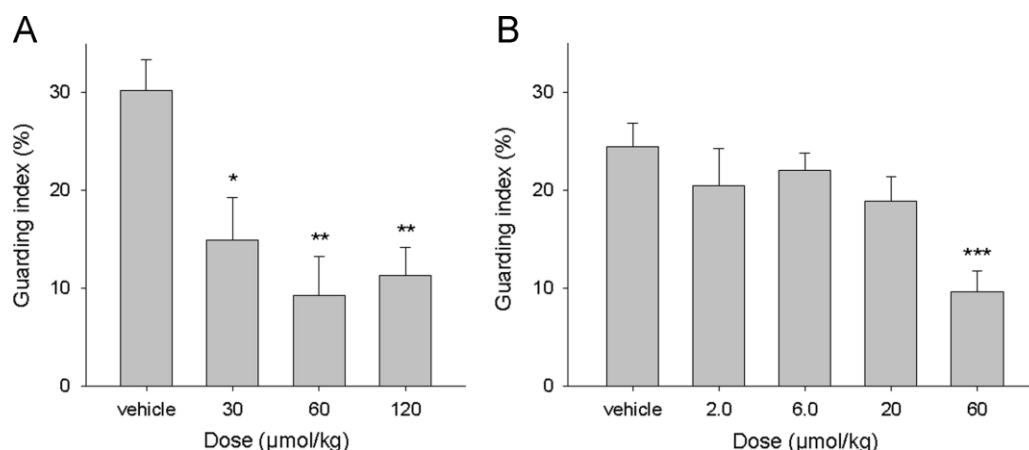 A
Guarding index (%)
30
20
10
0
*
**
**
vehicle 30 60 120
Dose (µmol/kg)
B
Guarding index (%)
30
20
10
0
***
vehicle 2.0 6.0 20 60
Dose (µmol/kg)